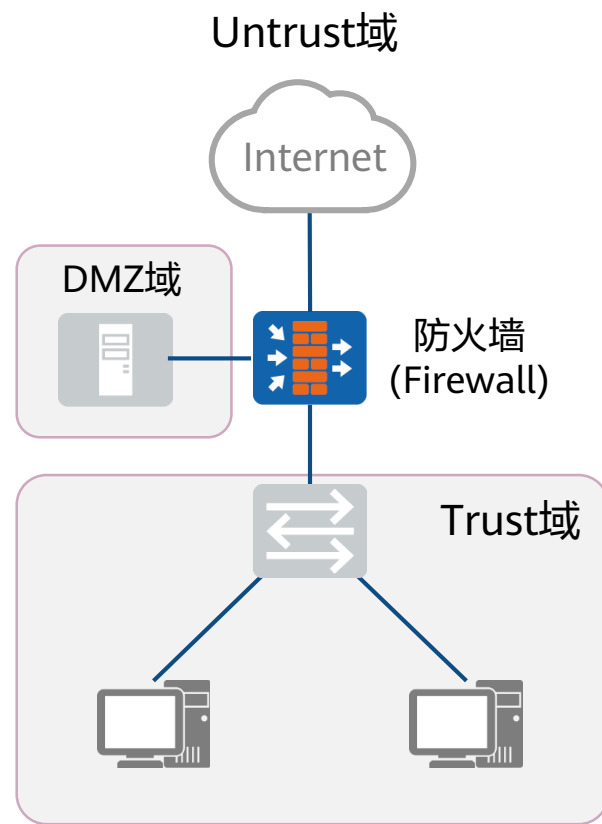 Untrust域
Internet
DMZ域
防火墙
(Firewall)
Trust域